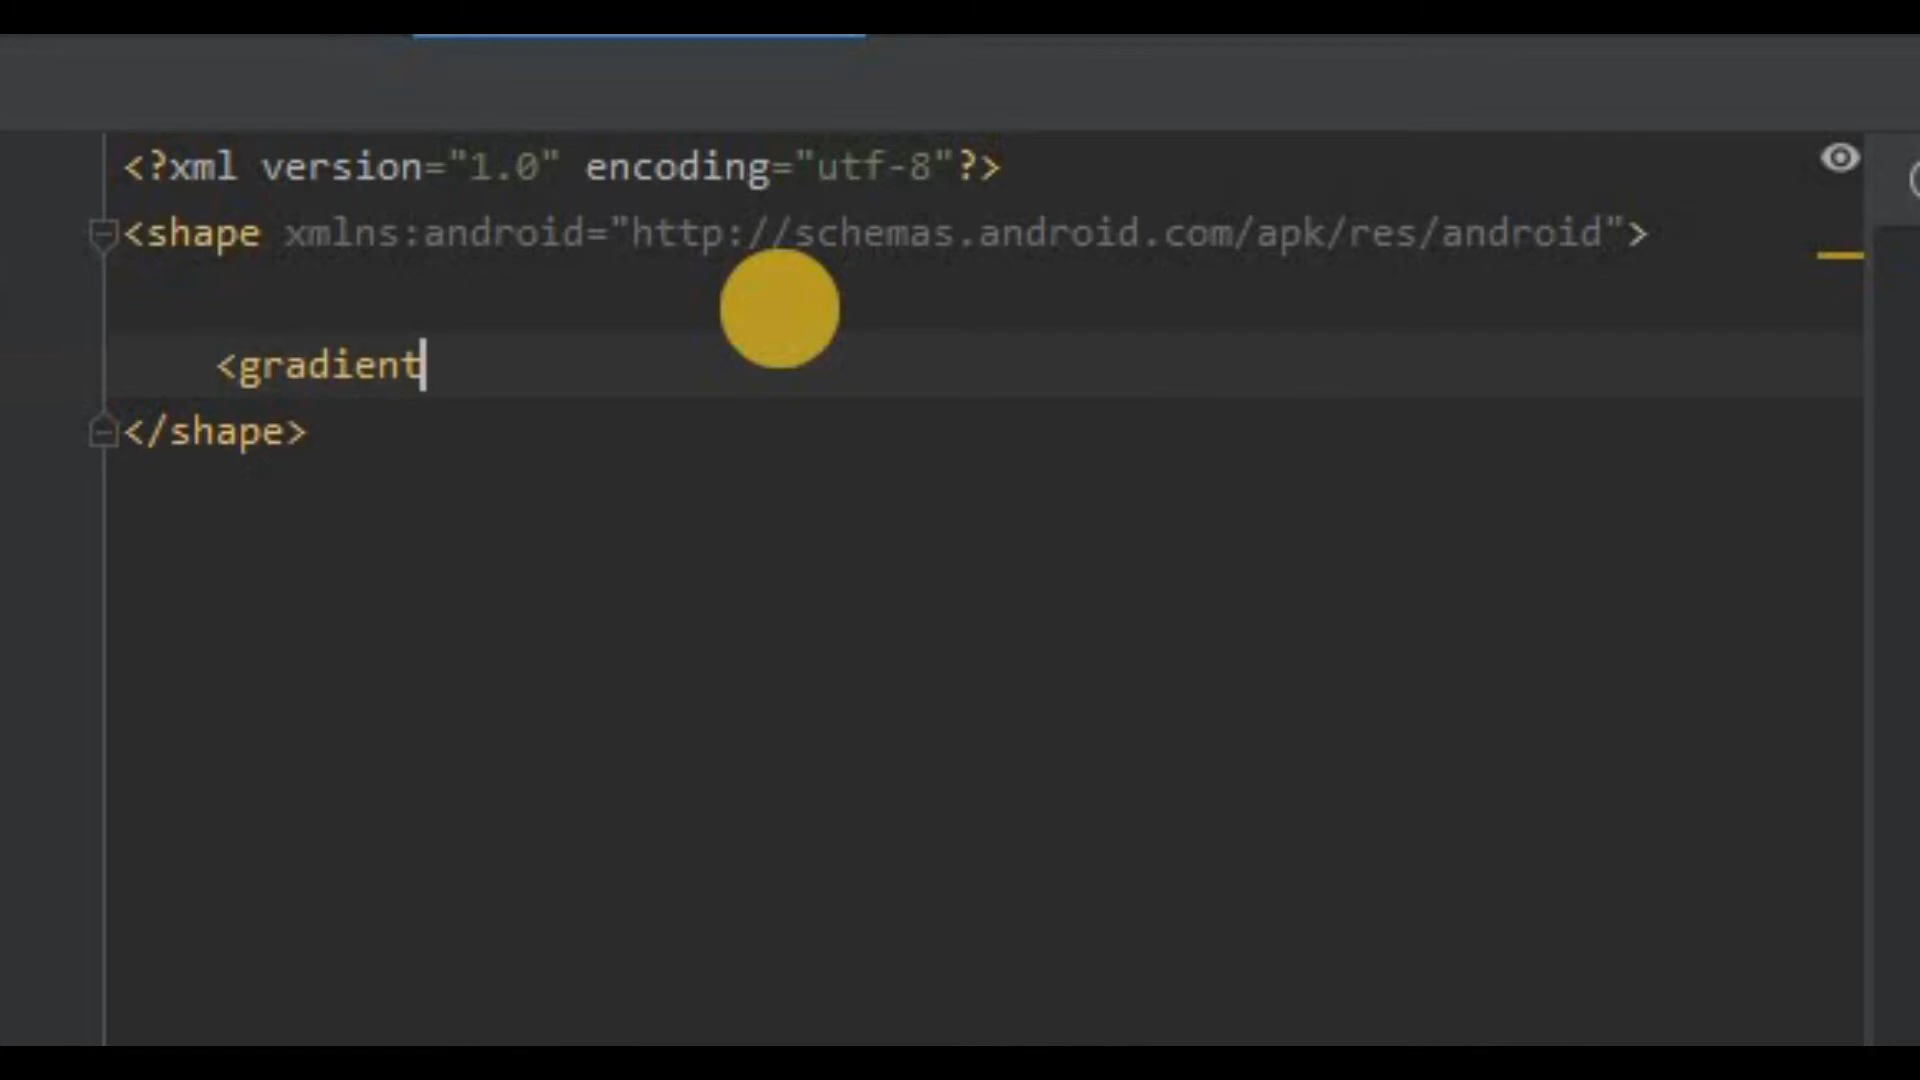 <?xml version="1.0" encoding="utf-8"?>
<shape xmlns:android="http://schemas.android.com/apk/res/android">
<gradient
</shape>